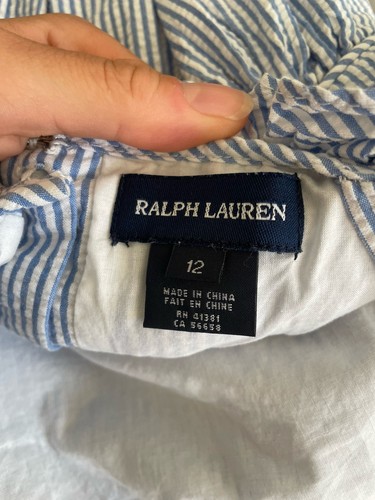 RALPH LAUREN
12
MADE IN CHINA
FAIT EN CHINE
RN 41381
CA 56658